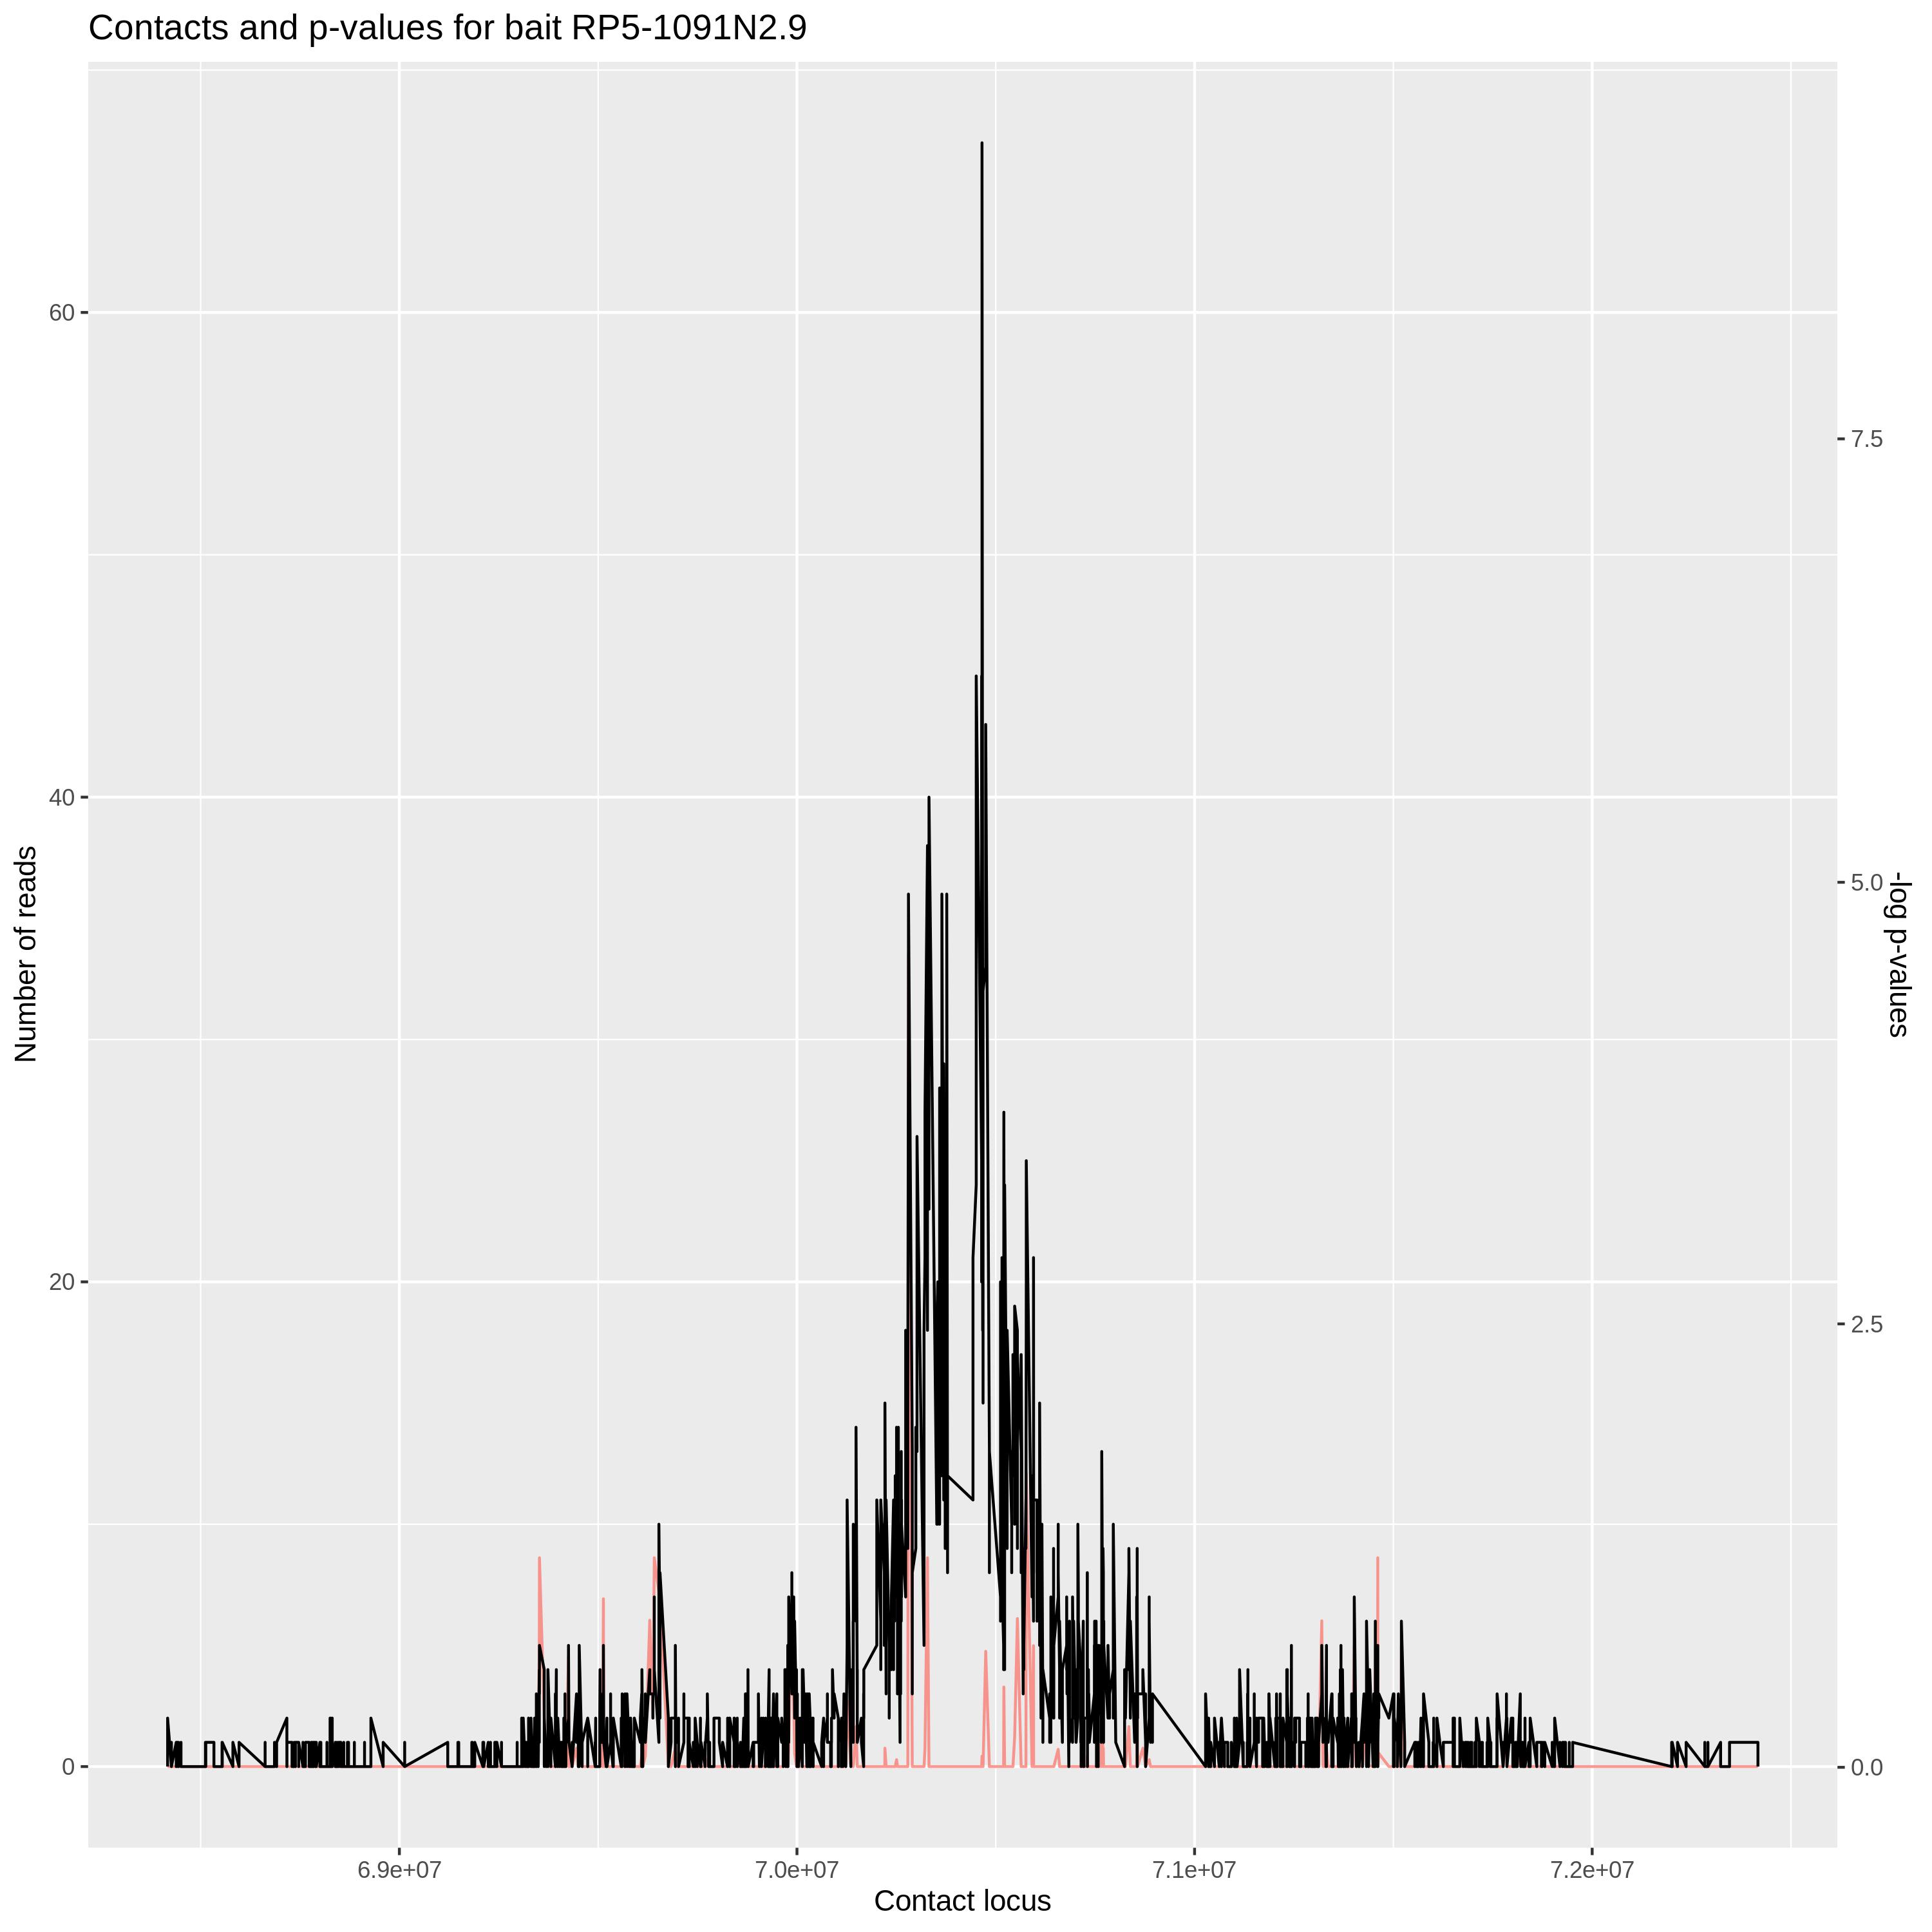 Contacts and p-values for bait RP5-1091N2.9
Number of reads
60
40
20
0
7.5
5.0
2.5
0.0
-log p-values
6.9e+07 7.0e+07 7.1e+07 7.2e+07
Contact locus